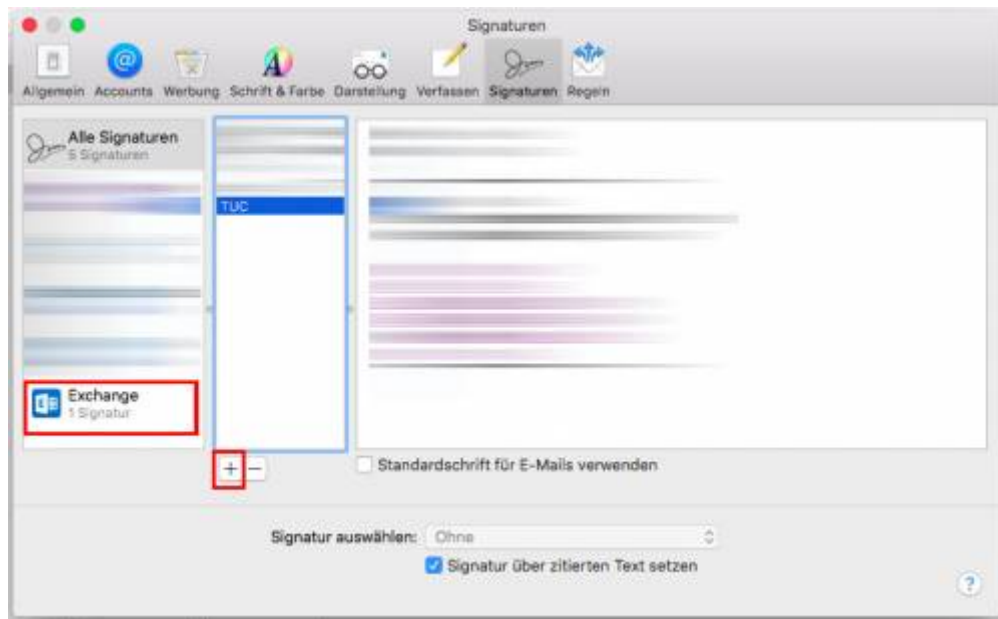 Signaturen
Allgemein Accounts Werbung Schrift & Farbe Darstellung Verfassen Signaturen Regeln
Alle Signaturen
5 Signaturen
TUC
Exchange
1 Signatur
+ −
Standardschrift für E-Mails verwenden
Signatur auswählen: Ohne
Signatur über zitierten Text setzen
?